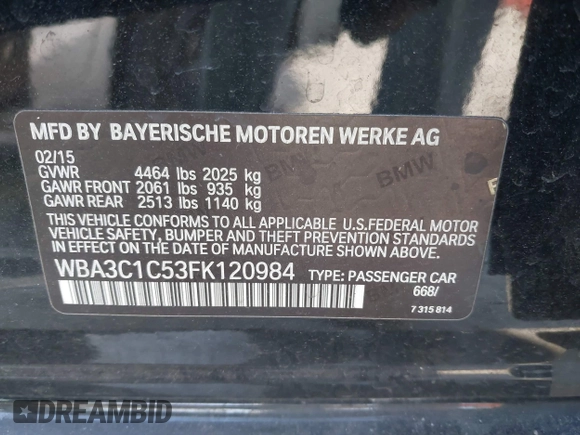 MFD BY BAYERISCHE MOTOREN WERKE AG
02/15
GVWR 4464 lbs 2025 kg
GAWR FRONT 2061 lbs 935 kg
GAWR REAR 2513 lbs 1140 kg
THIS VEHICLE CONFORMS TO ALL APPLICABLE U.S.FEDERAL MOTOR
VEHICLE SAFETY, BUMPER AND THEFT PREVENTION STANDARDS
IN EFFECT ON THE DATE OF MANUFACTURE SHOWN ABOVE.
WBA3C1C53FK120984 TYPE: PASSENGER CAR
668/
7 315 814
BMW
BMW
DREAMBID